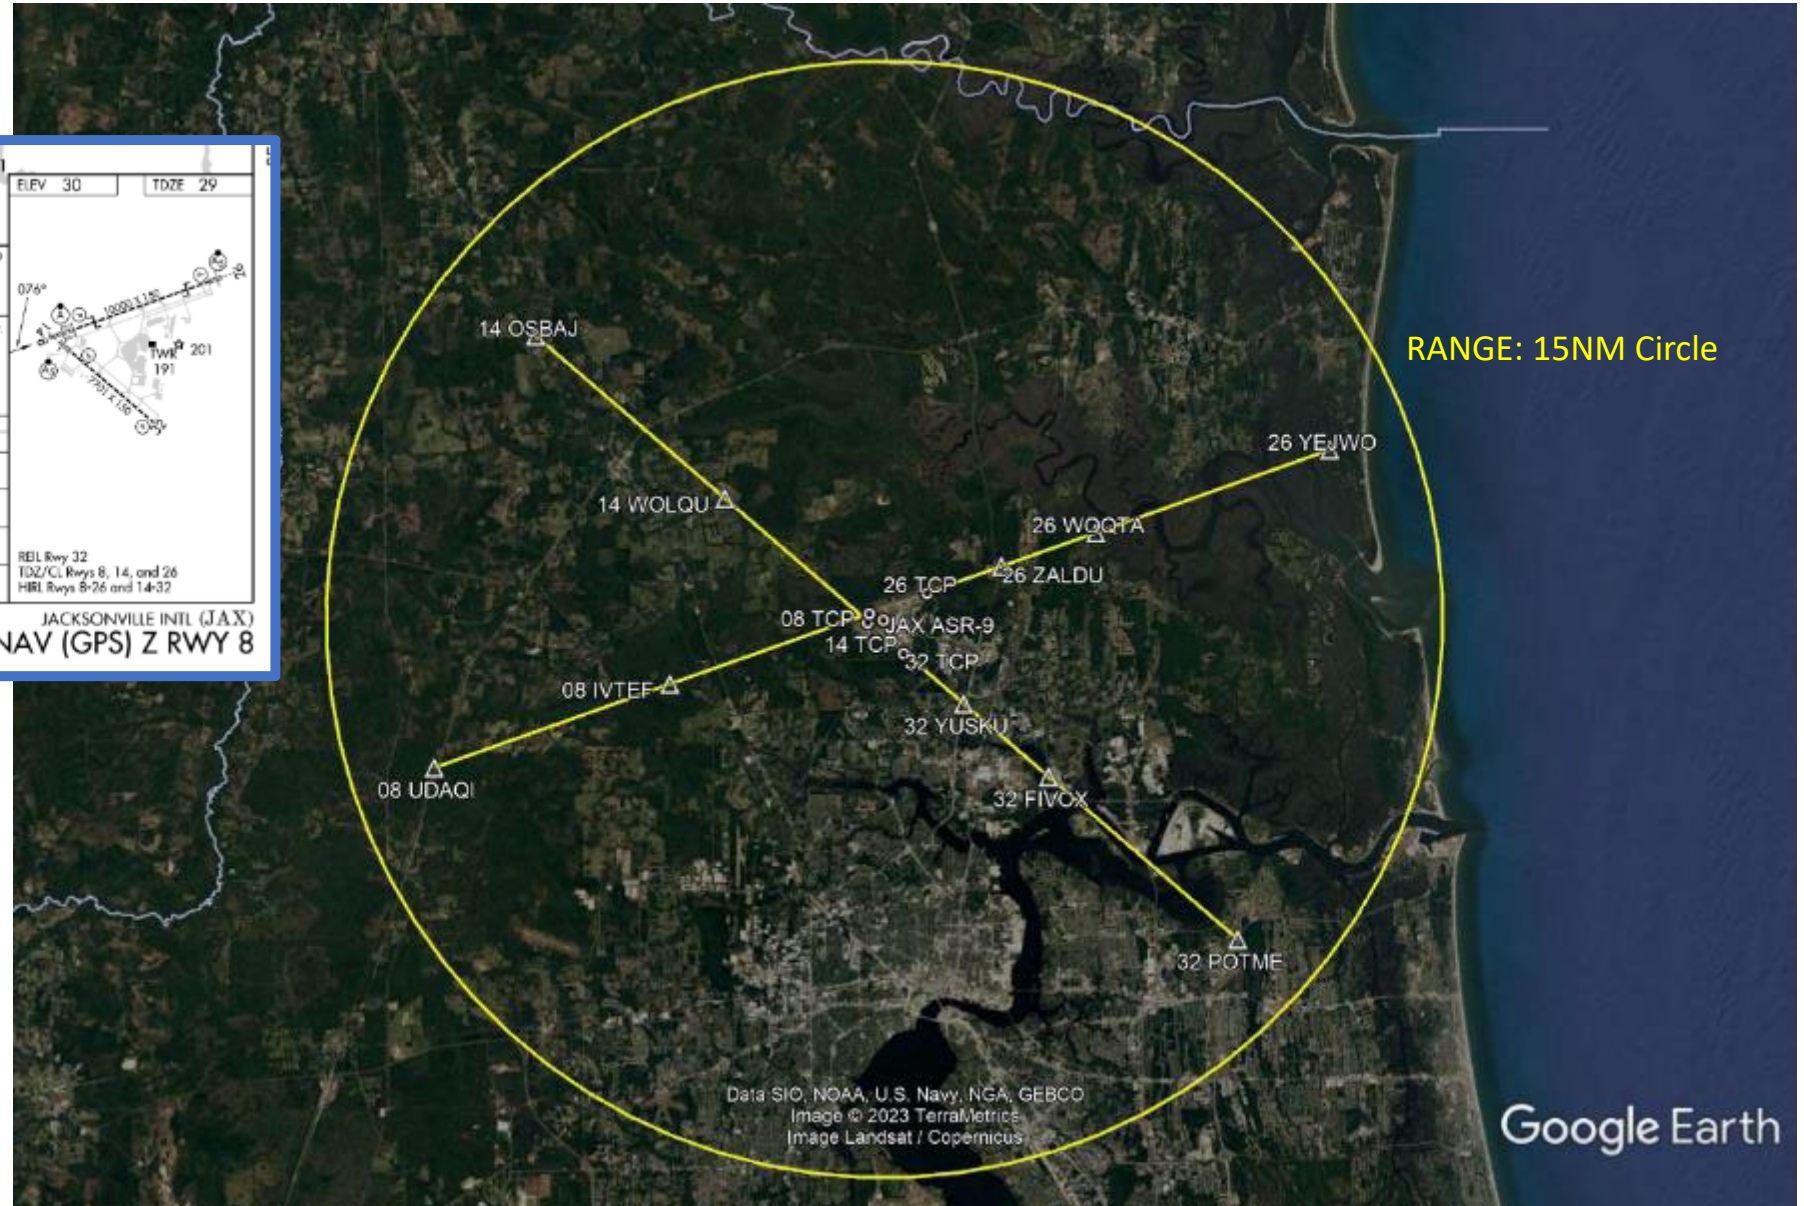 ELEV 30
TDZE 29
076°
26
10000 X 150
TWR
201
191
7701 X 150
REIL Rwy 32
TDZ/CL Rwys 8, 14, and 26
HIRL Rwys 8-26 and 14-32
JACKSONVILLE INTL (JAX)
NAV (GPS) Z RWY 8
14 OSBAJ
RANGE: 15NM Circle
26 YEJWO
14 WOLQU
26 WOQTA
26 ZALDU
26 TCP
08 TCP
JAX ASR-9
14 TCP
32 TCP
08 IVTEF
32 YUSKU
08 UDAQI
32 FIVOX
32 POTME
Data SIO, NOAA, U.S. Navy, NGA, GEBCO
Image © 2023 TerraMetrics
Image Landsat / Copernicus
Google Earth